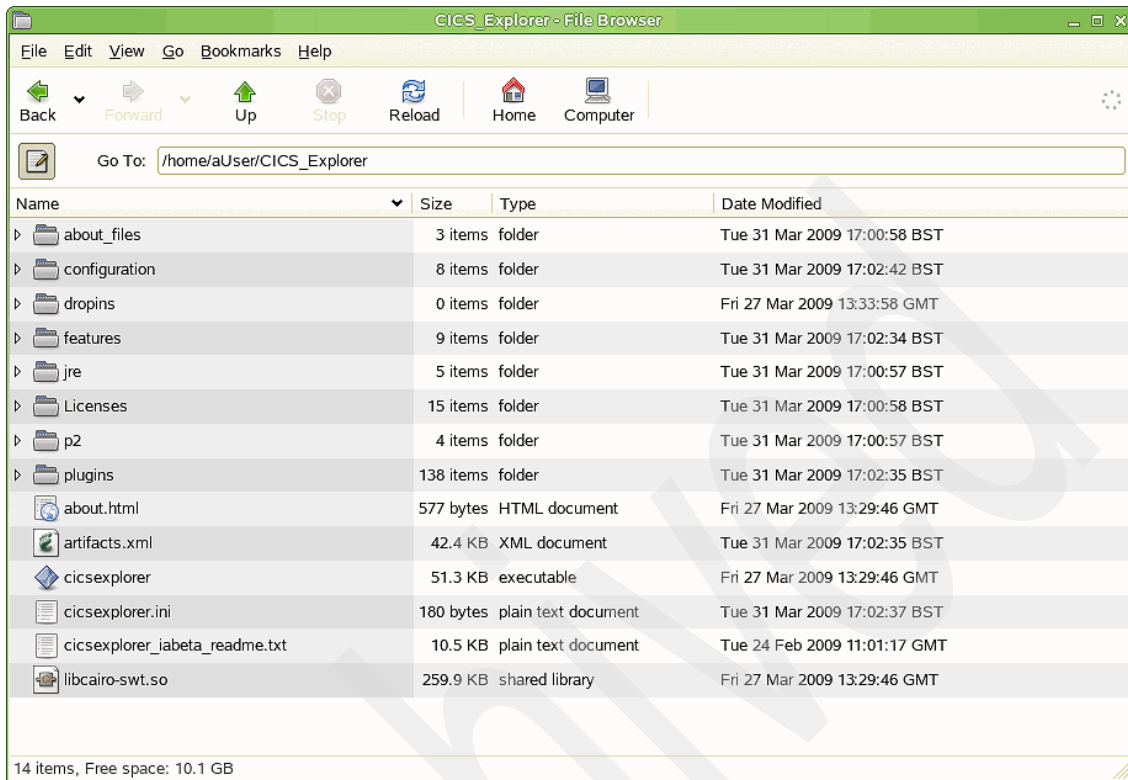 CICS_Explorer - File Browser
File Edit View Go Bookmarks Help
Back Forward Up Stop Reload Home Computer
Go To: /home/aUser/CICS_Explorer
Name Size Type Date Modified
about_files 3 items folder Tue 31 Mar 2009 17:00:58 BST
configuration 8 items folder Tue 31 Mar 2009 17:02:42 BST
dropins 0 items folder Fri 27 Mar 2009 13:33:58 GMT
features 9 items folder Tue 31 Mar 2009 17:02:34 BST
jre 5 items folder Tue 31 Mar 2009 17:00:57 BST
Licenses 15 items folder Tue 31 Mar 2009 17:00:58 BST
p2 4 items folder Tue 31 Mar 2009 17:00:57 BST
plugins 138 items folder Tue 31 Mar 2009 17:02:35 BST
about.html 577 bytes HTML document Fri 27 Mar 2009 13:29:46 GMT
artifacts.xml 42.4 KB XML document Tue 31 Mar 2009 17:02:35 BST
cicsexplorer 51.3 KB executable Fri 27 Mar 2009 13:29:46 GMT
cicsexplorer.ini 180 bytes plain text document Tue 31 Mar 2009 17:02:37 BST
cicsexplorer_iabeta_readme.txt 10.5 KB plain text document Tue 24 Feb 2009 11:01:17 GMT
libcairo-swt.so 259.9 KB shared library Fri 27 Mar 2009 13:29:46 GMT
14 items, Free space: 10.1 GB
hived